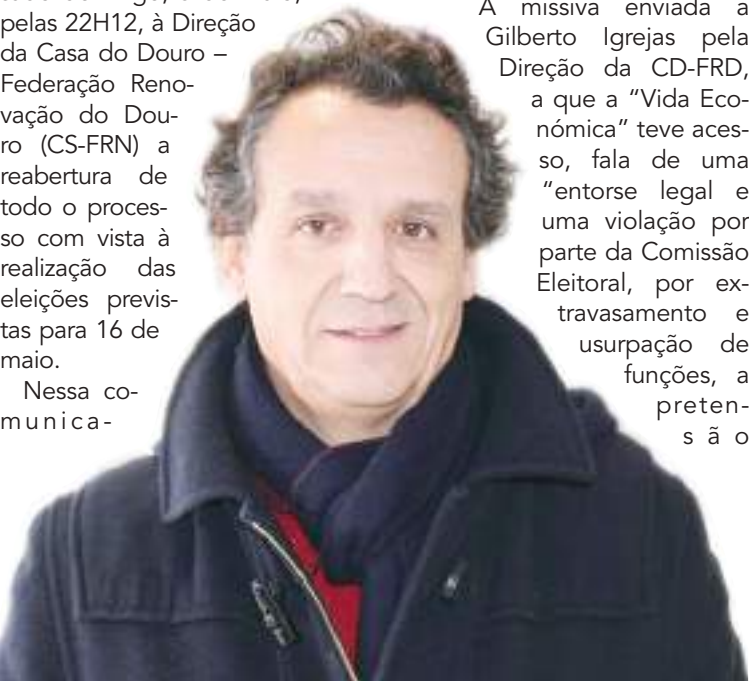 pelas 22H12, à Direção
da Casa do Douro –
Federação Reno-
vação do Dou-
ro (CS-FRN) a
reabertura de
todo o proces-
so com vista à
realização das
eleições previs-
tas para 16 de
maio.
Nessa co-
munica-
A missiva enviada a
Gilberto Igrejas pela
Direção da CD-FRD,
a que a “Vida Eco-
nómica” teve aces-
so, fala de uma
“entorse legal e
uma violação por
parte da Comissão
Eleitoral, por ex-
travasamento e
usurpação de
funções, a
preten-
são